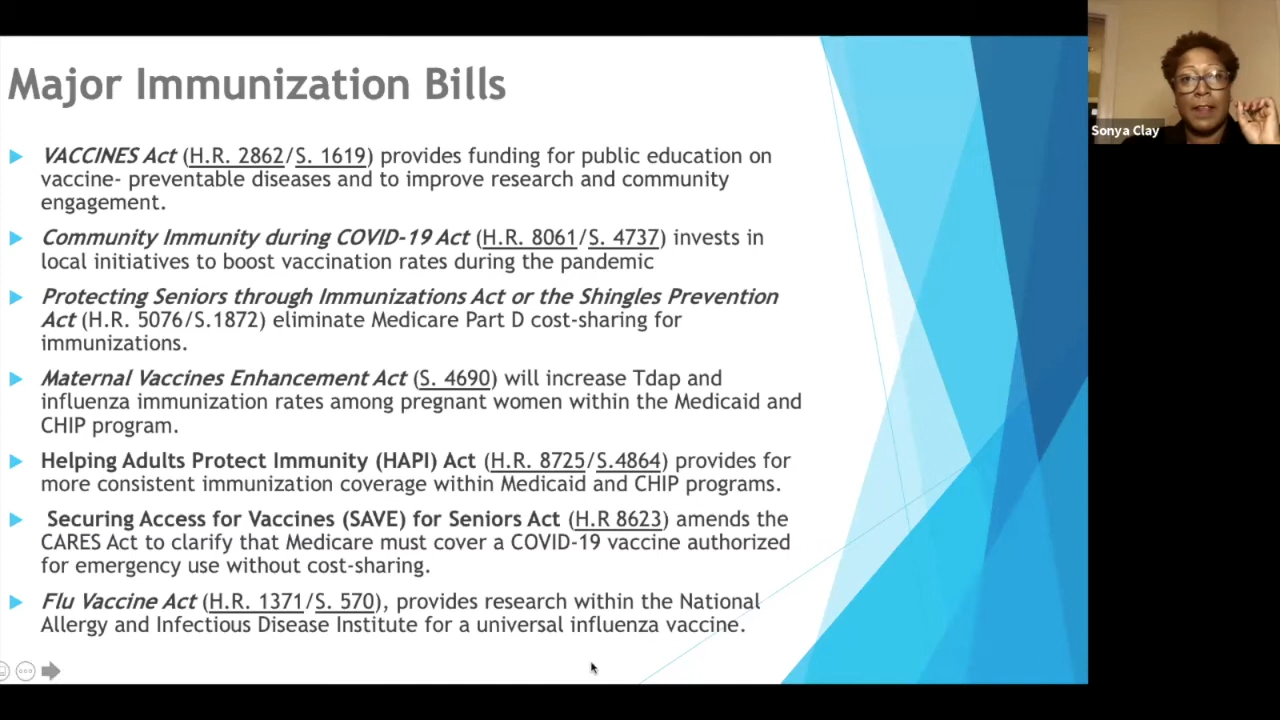 Major Immunization Bills
VACCINES Act (H.R. 2862/S. 1619) provides funding for public education on
vaccine- preventable diseases and to improve research and community
engagement.
Community Immunity during COVID-19 Act (H.R. 8061/S. 4737) invests in
local initiatives to boost vaccination rates during the pandemic
Protecting Seniors through Immunizations Act or the Shingles Prevention
Act (H.R. 5076/S.1872) eliminate Medicare Part D cost-sharing for
immunizations.
Maternal Vaccines Enhancement Act (S. 4690) will increase Tdap and
influenza immunization rates among pregnant women within the Medicaid and
CHIP program.
Helping Adults Protect Immunity (HAPI) Act (H.R. 8725/S.4864) provides for
more consistent immunization coverage within Medicaid and CHIP programs.
Securing Access for Vaccines (SAVE) for Seniors Act (H.R 8623) amends the
CARES Act to clarify that Medicare must cover a COVID-19 vaccine authorized
for emergency use without cost-sharing.
Flu Vaccine Act (H.R. 1371/S. 570), provides research within the National
Allergy and Infectious Disease Institute for a universal influenza vaccine.
Sonya Clay